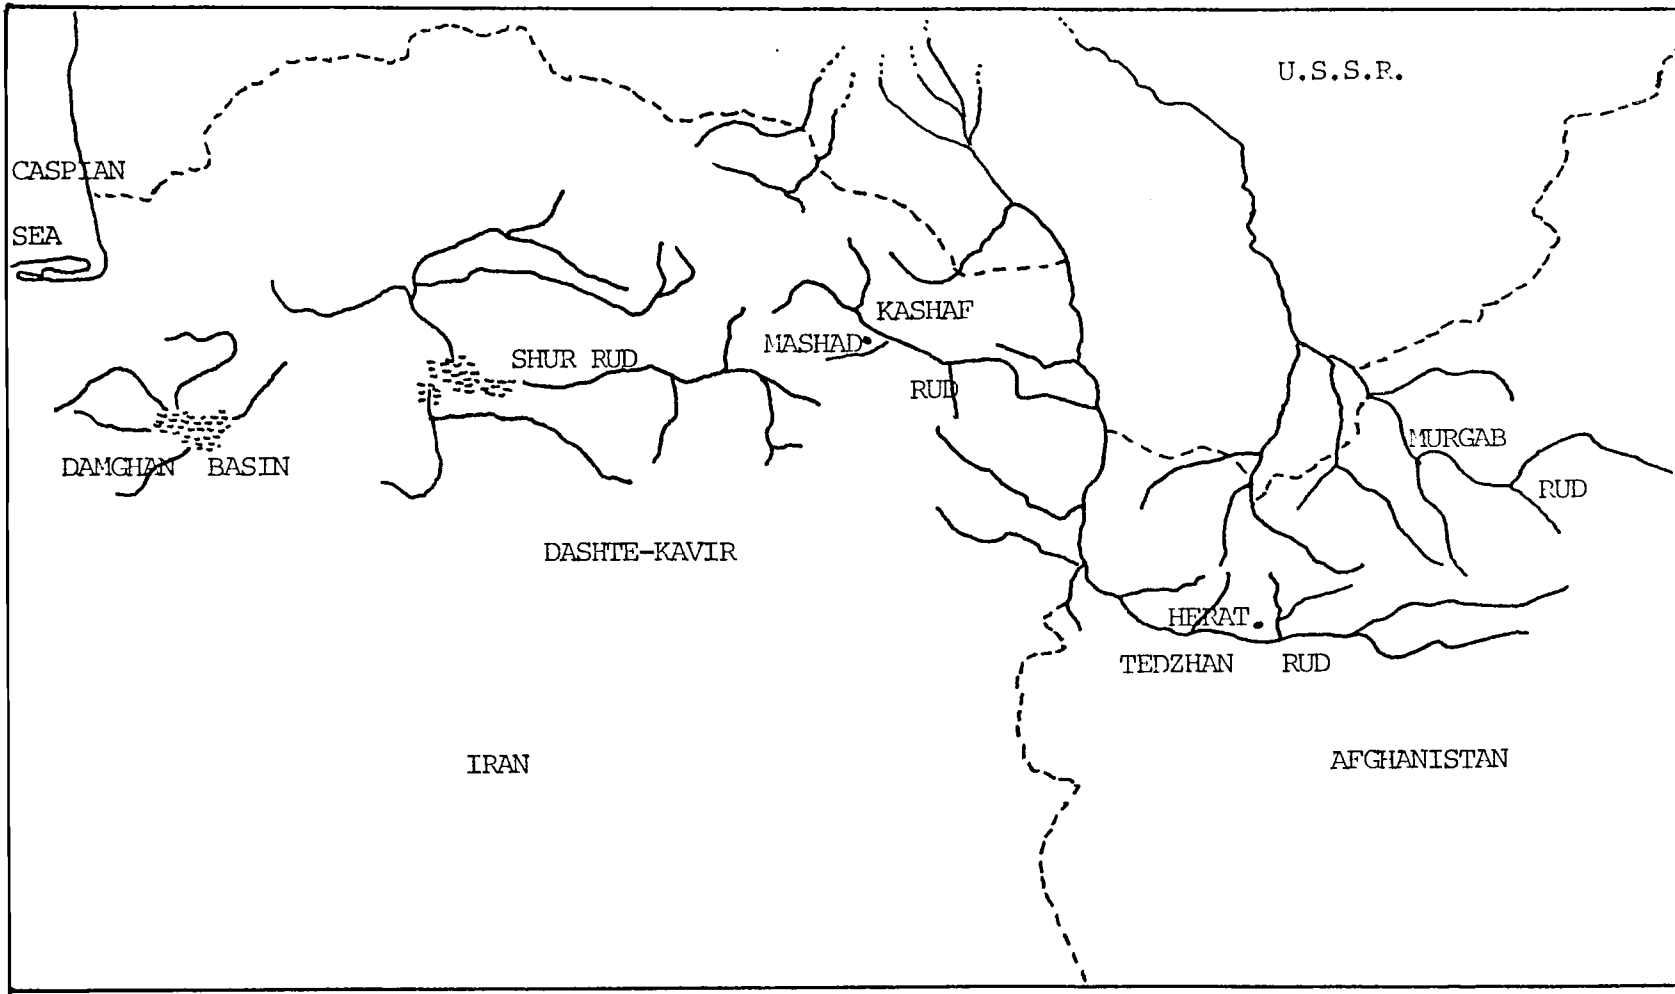 U.S.S.R.
CASPIAN
SEA
KASHAF
MASHAD
SHUR RUD
RUD
MURGAB
DAMGHAN BASIN
RUD
DASHTE-KAVIR
HERAT
TEDZHAN RUD
IRAN
AFGHANISTAN